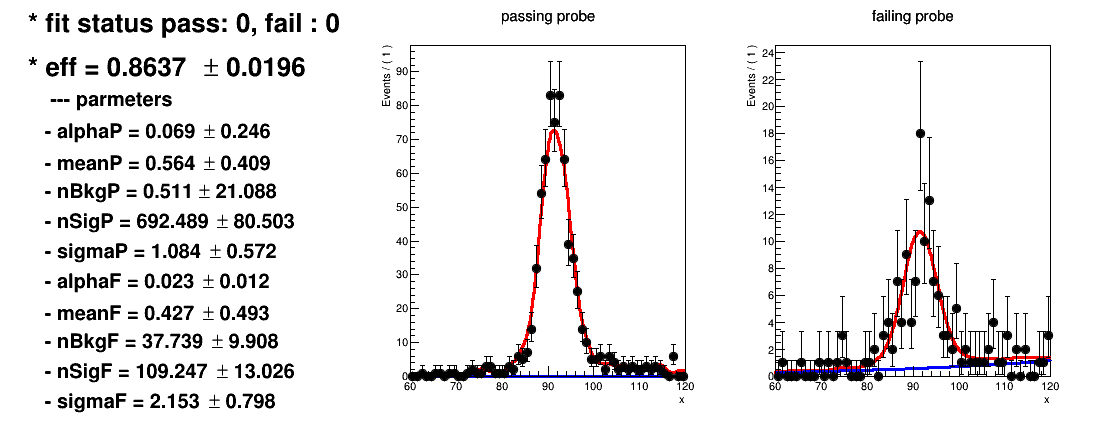 * fit status pass: 0, fail : 0
* eff = 0.8637 ± 0.0196
--- parmeters
- alphaP = 0.069 ± 0.246
- meanP = 0.564 ± 0.409
- nBkgP = 0.511 ± 21.088
- nSigP = 692.489 ± 80.503
- sigmaP = 1.084 ± 0.572
- alphaF = 0.023 ± 0.012
- meanF = 0.427 ± 0.493
- nBkgF = 37.739 ± 9.908
- nSigF = 109.247 ± 13.026
- sigmaF = 2.153 ± 0.798
passing probe
Events / ( 1 )
90
80
70
60
50
40
30
20
10
0
60 70 80 90 100 110 120
x
failing probe
Events / ( 1 )
24
22
20
18
16
14
12
10
8
6
4
2
0
60 70 80 90 100 110 120
x